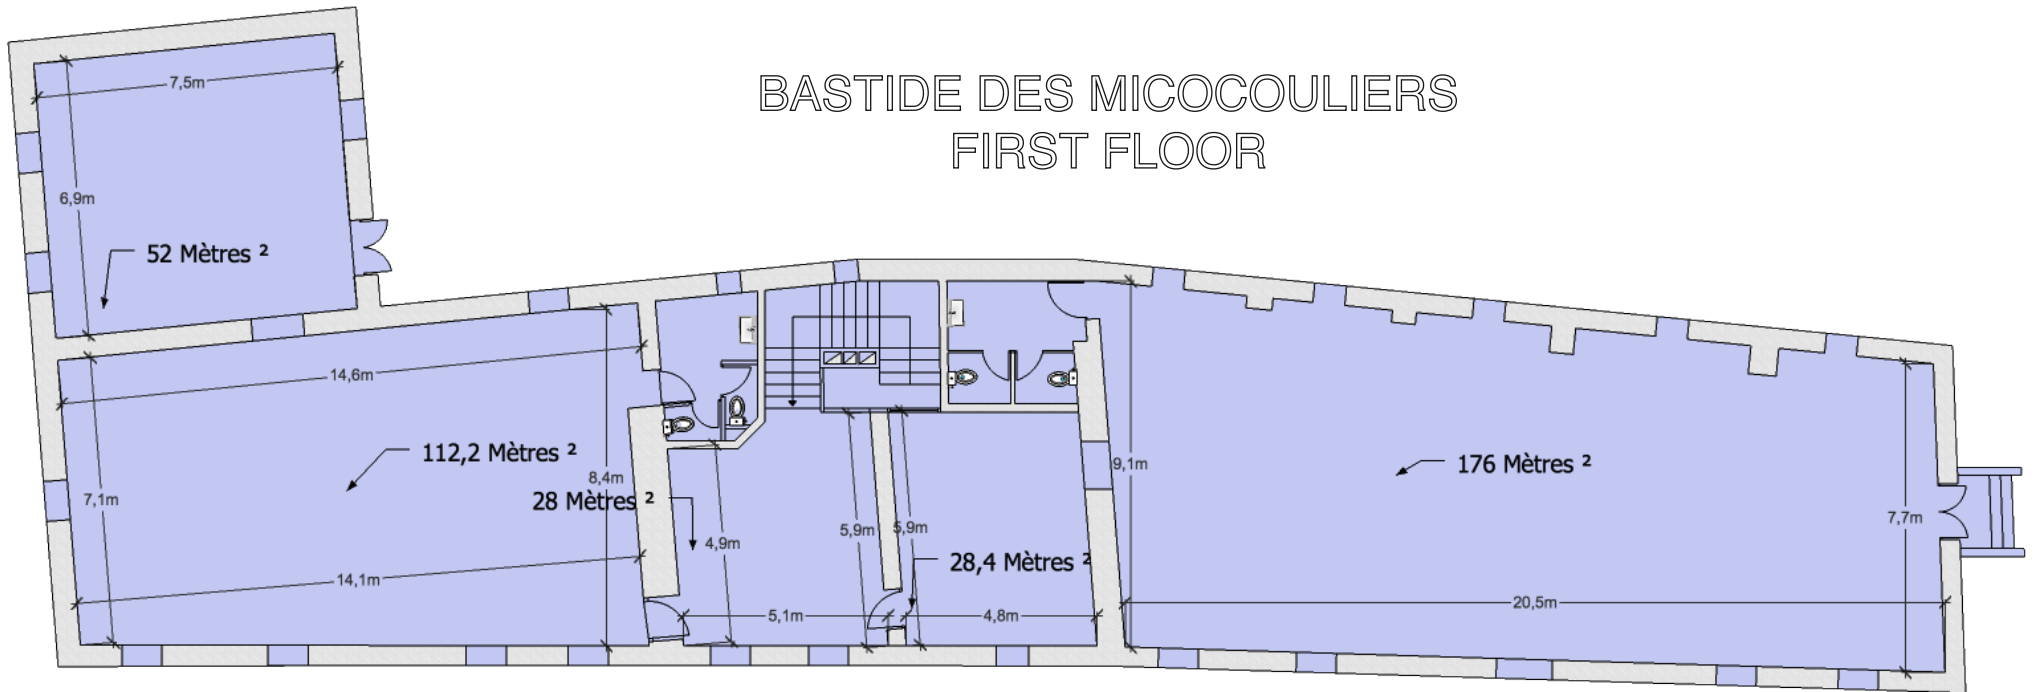 BASTIDE DES MICOCOULIERS
FIRST FLOOR
7,5m
6,9m
52 Mètres ²
14,6m
112,2 Mètres ²
8,4m
7,1m
28 Mètres ²
14,1m
4,9m
5,9m
5,9m
28,4 Mètres ²
5,1m
4,8m
9,1m
176 Mètres ²
7,7m
20,5m